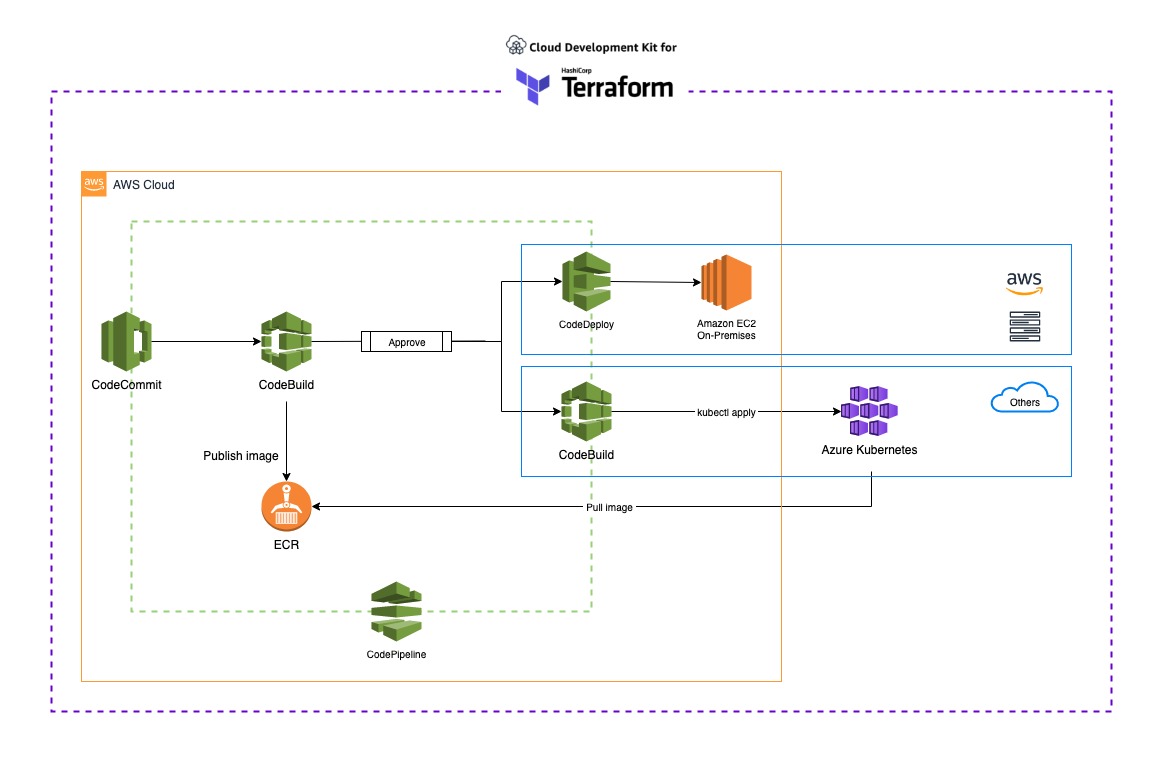 Cloud Development Kit for
HashiCorp
Terraform
aws
AWS Cloud
aws
CodeDeploy
Amazon EC2
On-Premises
Approve
CodeCommit
CodeBuild
Others
kubectl apply
CodeBuild
Azure Kubernetes
Publish image
Pull image
ECR
CodePipeline